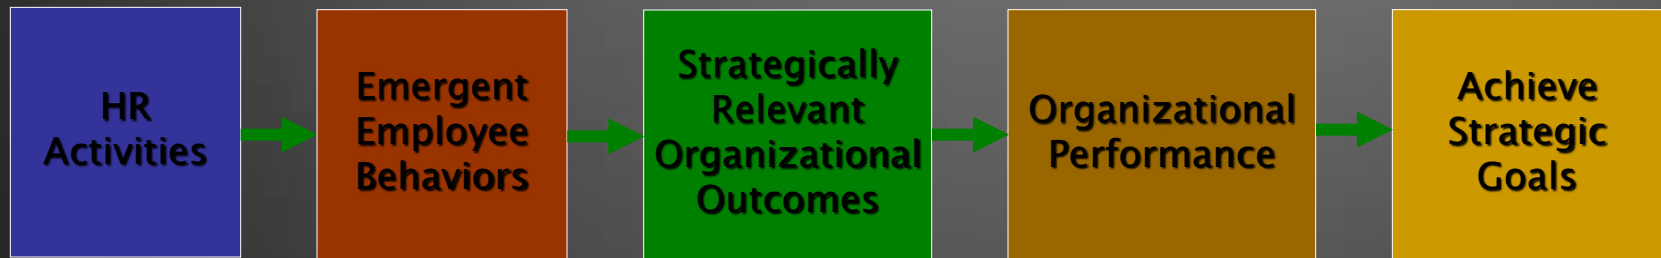 HR
Activities
Emergent
Employee
Behaviors
Strategically
Relevant
Organizational
Outcomes
Organizational
Performance
Achieve
Strategic
Goals